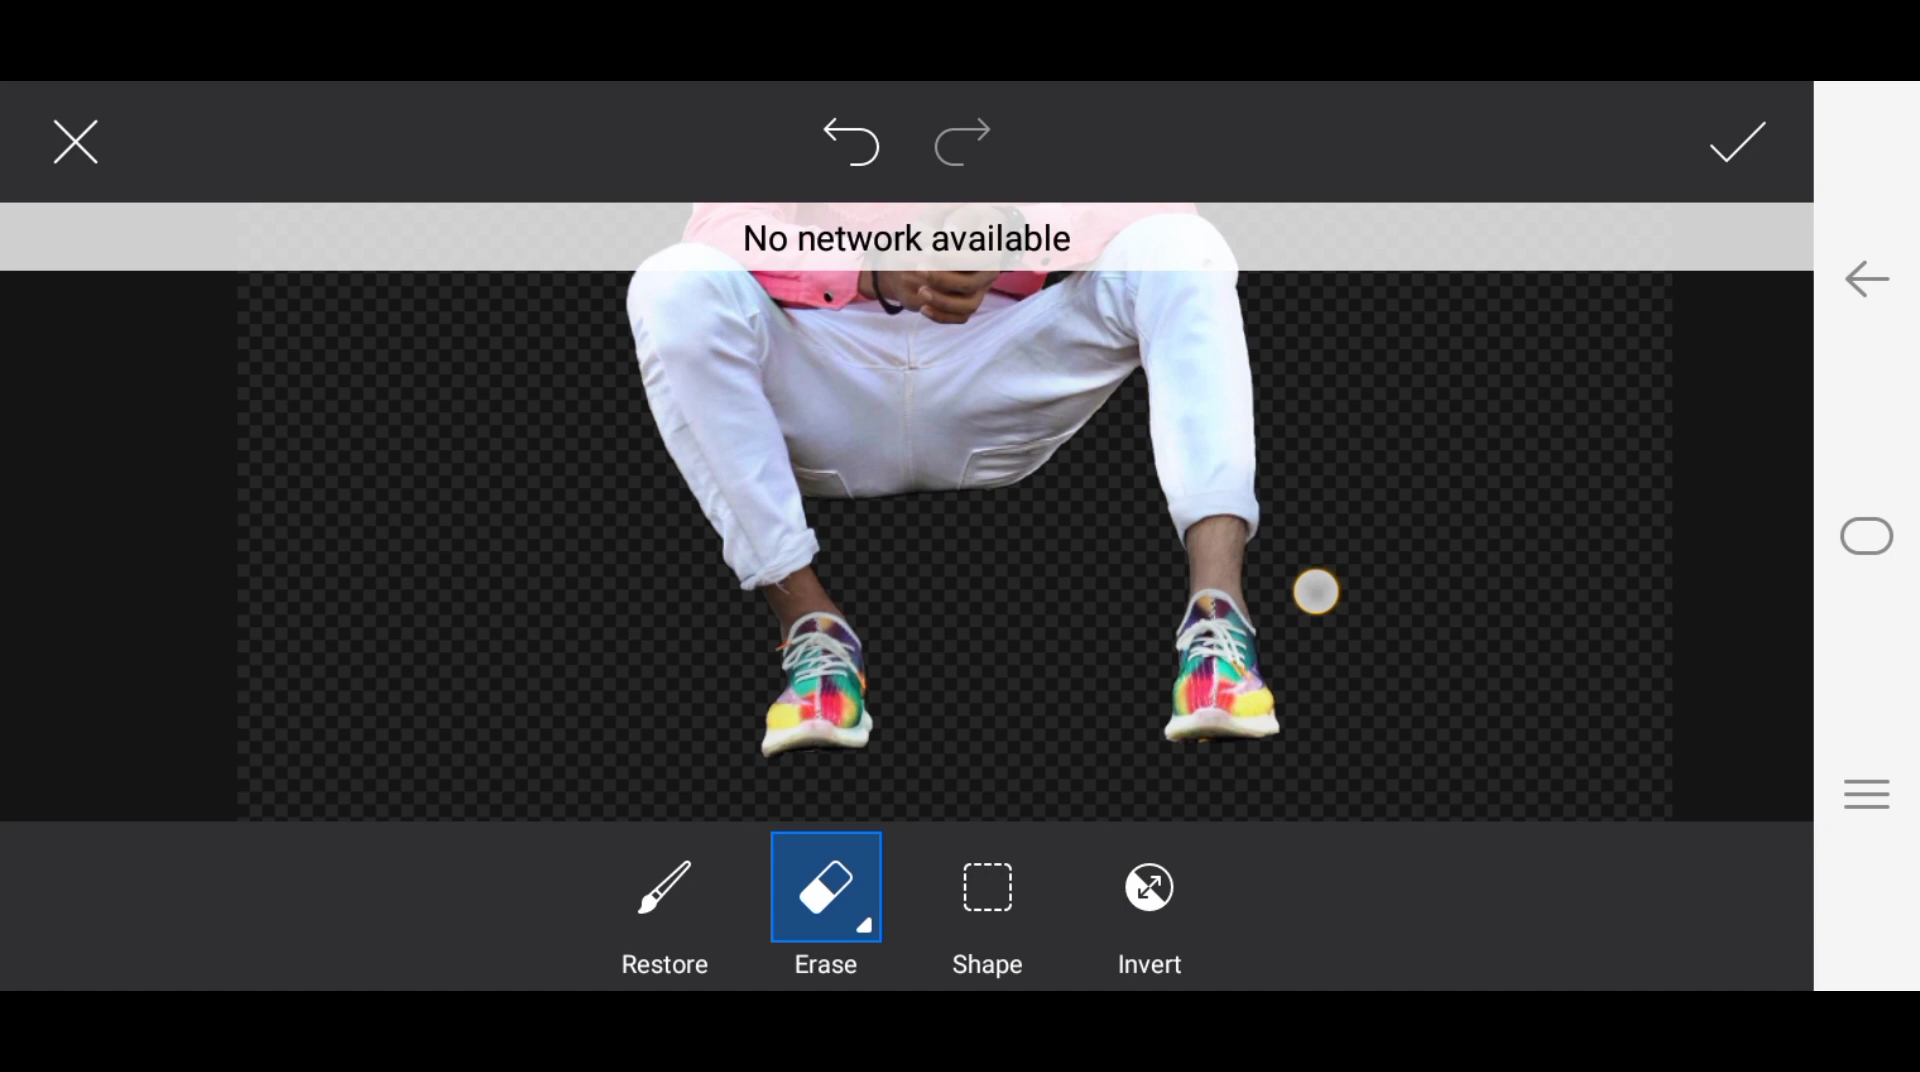 No network available
Restore
Erase
Shape
Invert